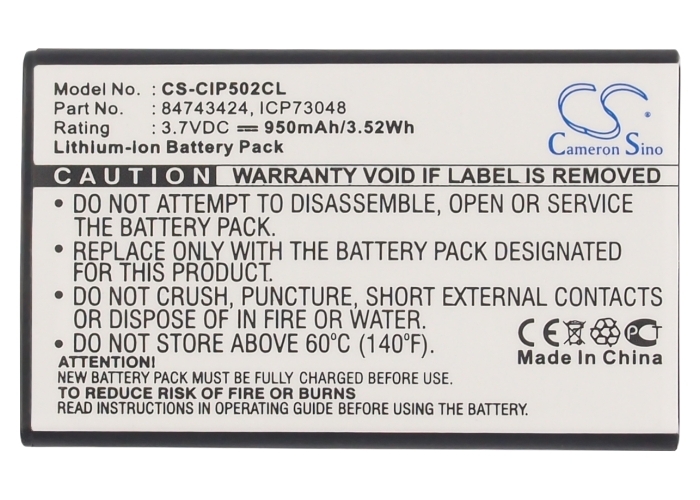 Model No. : CS-CIP502CL
Part No. : 84743424, ICP73048
Rating : 3.7VDC ⎓ 950mAh/3.52Wh
Lithium-ion Battery Pack
CS
Cameron Sino
CAUTION WARRANTY VOID IF LABEL IS REMOVED
• DO NOT ATTEMPT TO DISASSEMBLE, OPEN OR SERVICE
THE BATTERY PACK.
• REPLACE ONLY WITH THE BATTERY PACK DESIGNATED
FOR THIS APPLICATION.
• DO NOT CRUSH, PUNCTURE, SHORT EXTERNAL CONTACTS
OR DISPOSE OF IN FIRE OR WATER.
• DO NOT STORE ABOVE 60°C (140°F).
CE PCT
Made In China
ATTENTION!
NEW BATTERY PACK MUST BE FULLY CHARGED BEFORE USE.
TO REDUCE RISK OF FIRE OR BURNS
READ INSTRUCTIONS IN OPERATING GUIDE BEFORE USING THE BATTERY.